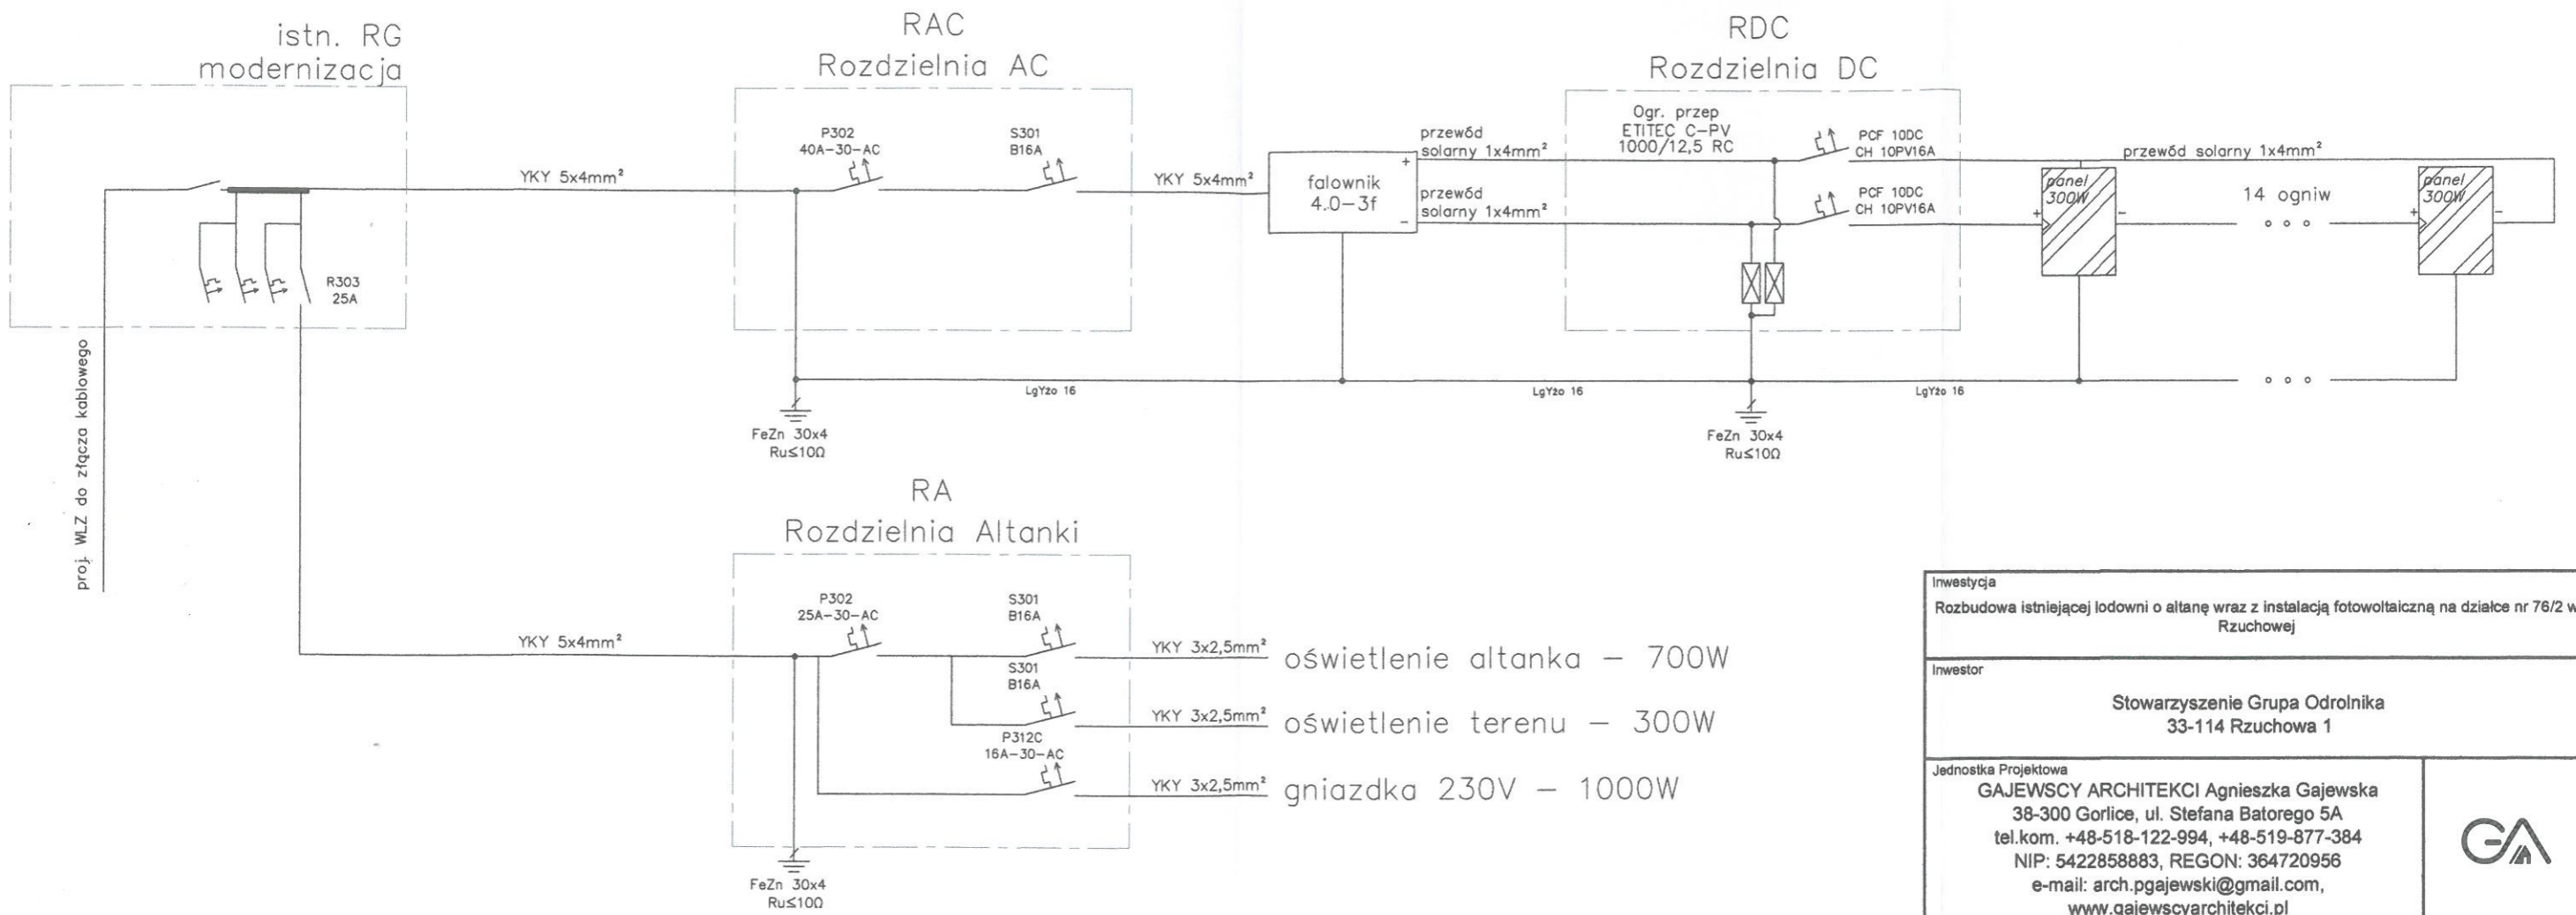 istn. RG
modernizacja
R303
25A
proj. WLZ do złącza kablowego
YKY 5x4mm²
RAC
Rozdzielnia AC
P302
40A-30-AC
S301
B16A
YKY 5x4mm²
falownik
4.0-3f
+
-
przewód
solarny 1x4mm²
przewód
solarny 1x4mm²
RDC
Rozdzielnia DC
Ogr. przep
ETITEC C-PV
1000/12,5 RC
PCF 10DC
CH 10PV16A
PCF 10DC
CH 10PV16A
przewód solarny 1x4mm²
panel
300W
+
-
14 ogniw
panel
300W
+
-
LgYżo 16
LgYżo 16
LgYżo 16
FeZn 30x4
Ru≤10Ω
FeZn 30x4
Ru≤10Ω
RA
Rozdzielnia Altanki
YKY 5x4mm²
P302
25A-30-AC
S301
B16A
YKY 3x2,5mm²
oświetlenie altanka - 700W
S301
B16A
YKY 3x2,5mm²
oświetlenie terenu - 300W
P312C
16A-30-AC
YKY 3x2,5mm²
gniazdka 230V - 1000W
FeZn 30x4
Ru≤10Ω
Inwestycja
Rozbudowa istniejącej lodowni o altanę wraz z instalacją fotowoltaiczną na działce nr 76/2 w
Rzuchowej
Inwestor
Stowarzyszenie Grupa Odrolnika
33-114 Rzuchowa 1
Jednostka Projektowa
GAJEWSCY ARCHITEKCI Agnieszka Gajewska
38-300 Gorlice, ul. Stefana Batorego 5A
tel.kom. +48-518-122-994, +48-519-877-384
NIP: 5422858883, REGON: 364720956
e-mail: arch.pgajewski@gmail.com,
www.gajewscyarchitekci.pl
GA